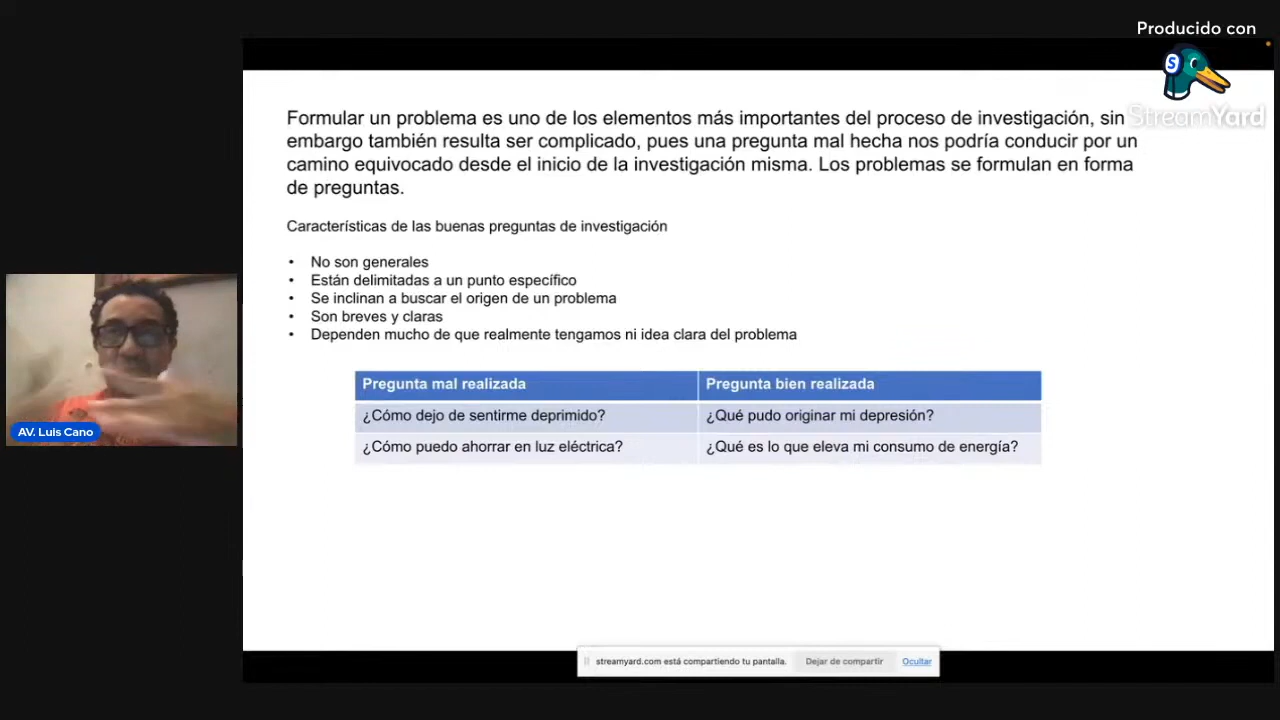 Producido con
S
StreamYard
Formular un problema es uno de los elementos más importantes del proceso de investigación, sin
embargo también resulta ser complicado, pues una pregunta mal hecha nos podría conducir por un
camino equivocado desde el inicio de la investigación misma. Los problemas se formulan en forma
de preguntas.
Características de las buenas preguntas de investigación
• No son generales
• Están delimitadas a un punto específico
• Se inclinan a buscar el origen de un problema
• Son breves y claras
• Dependen mucho de que realmente tengamos ni idea clara del problema
Pregunta mal realizada Pregunta bien realizada
¿Cómo dejo de sentirme deprimido? ¿Qué pudo originar mi depresión?
¿Cómo puedo ahorrar en luz eléctrica? ¿Qué es lo que eleva mi consumo de energía?
AV. Luis Cano
streamyard.com está compartiendo tu pantalla. Dejar de compartir Ocultar